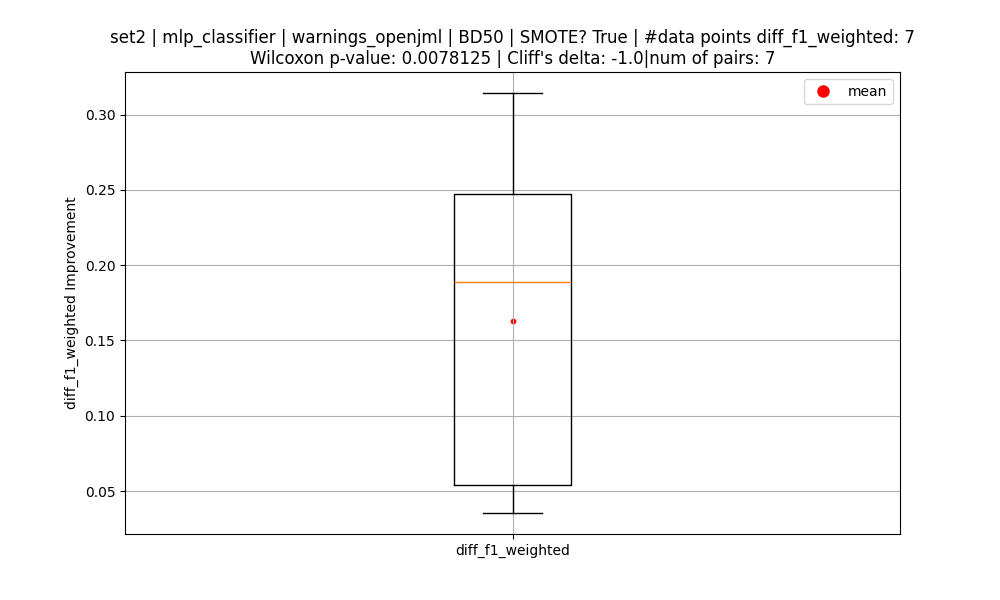 set2 | mlp_classifier | warnings_openjml | BD50 | SMOTE? True | #data points diff_f1_weighted: 7
Wilcoxon p-value: 0.0078125 | Cliff's delta: -1.0|num of pairs: 7
mean
0.30
0.25
0.20
0.15
0.10
0.05
diff_f1_weighted Improvement
diff_f1_weighted